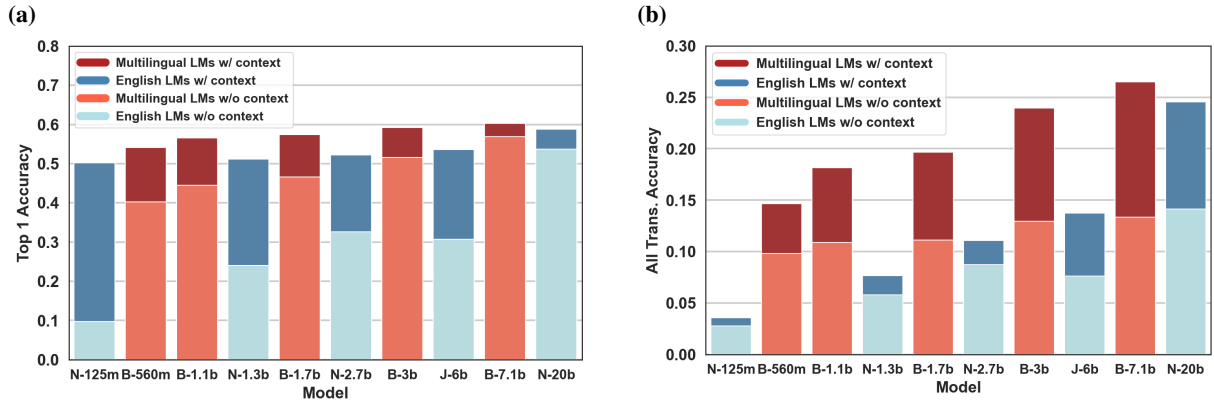 (a)
0.8
0.7
0.6
0.5
0.4
0.3
0.2
0.1
0.0
Top 1 Accuracy
Multilingual LMs w/ context
English LMs w/ context
Multilingual LMs w/o context
English LMs w/o context
N-125m B-560m B-1.1b N-1.3b B-1.7b N-2.7b B-3b J-6b B-7.1b N-20b
Model
(b)
0.30
0.25
0.20
0.15
0.10
0.05
0.00
All Trans. Accuracy
Multilingual LMs w/ context
English LMs w/ context
Multilingual LMs w/o context
English LMs w/o context
N-125m B-560m B-1.1b N-1.3b B-1.7b N-2.7b B-3b J-6b B-7.1b N-20b
Model